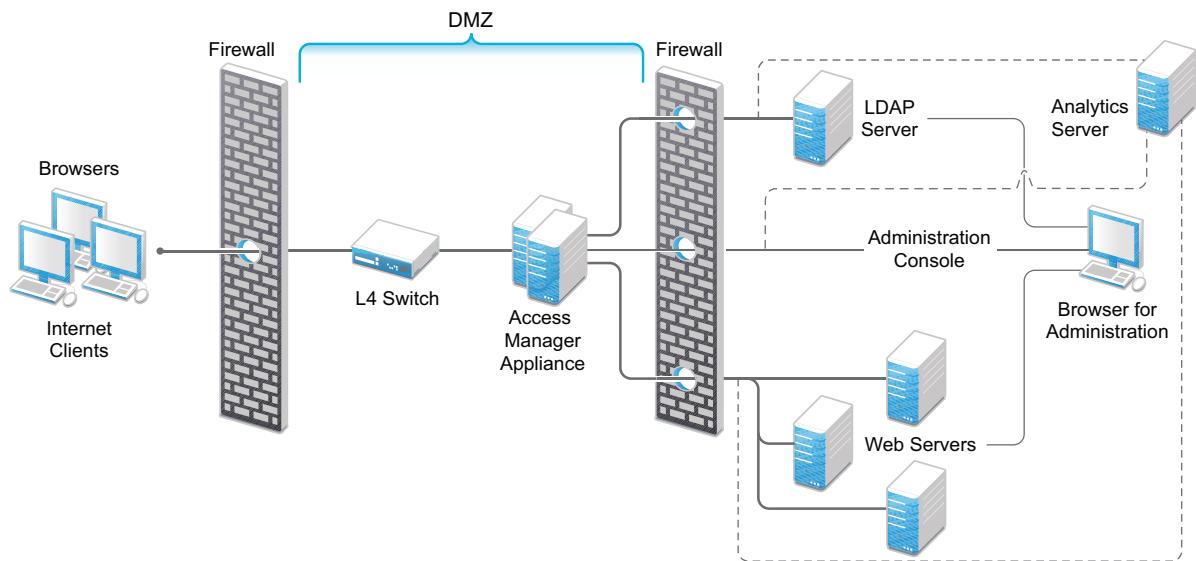 DMZ
Firewall
Firewall
LDAP
Server
Analytics
Server
Browsers
Administration
Console
L4 Switch
Access
Manager
Appliance
Browser for
Administration
Internet
Clients
Web Servers